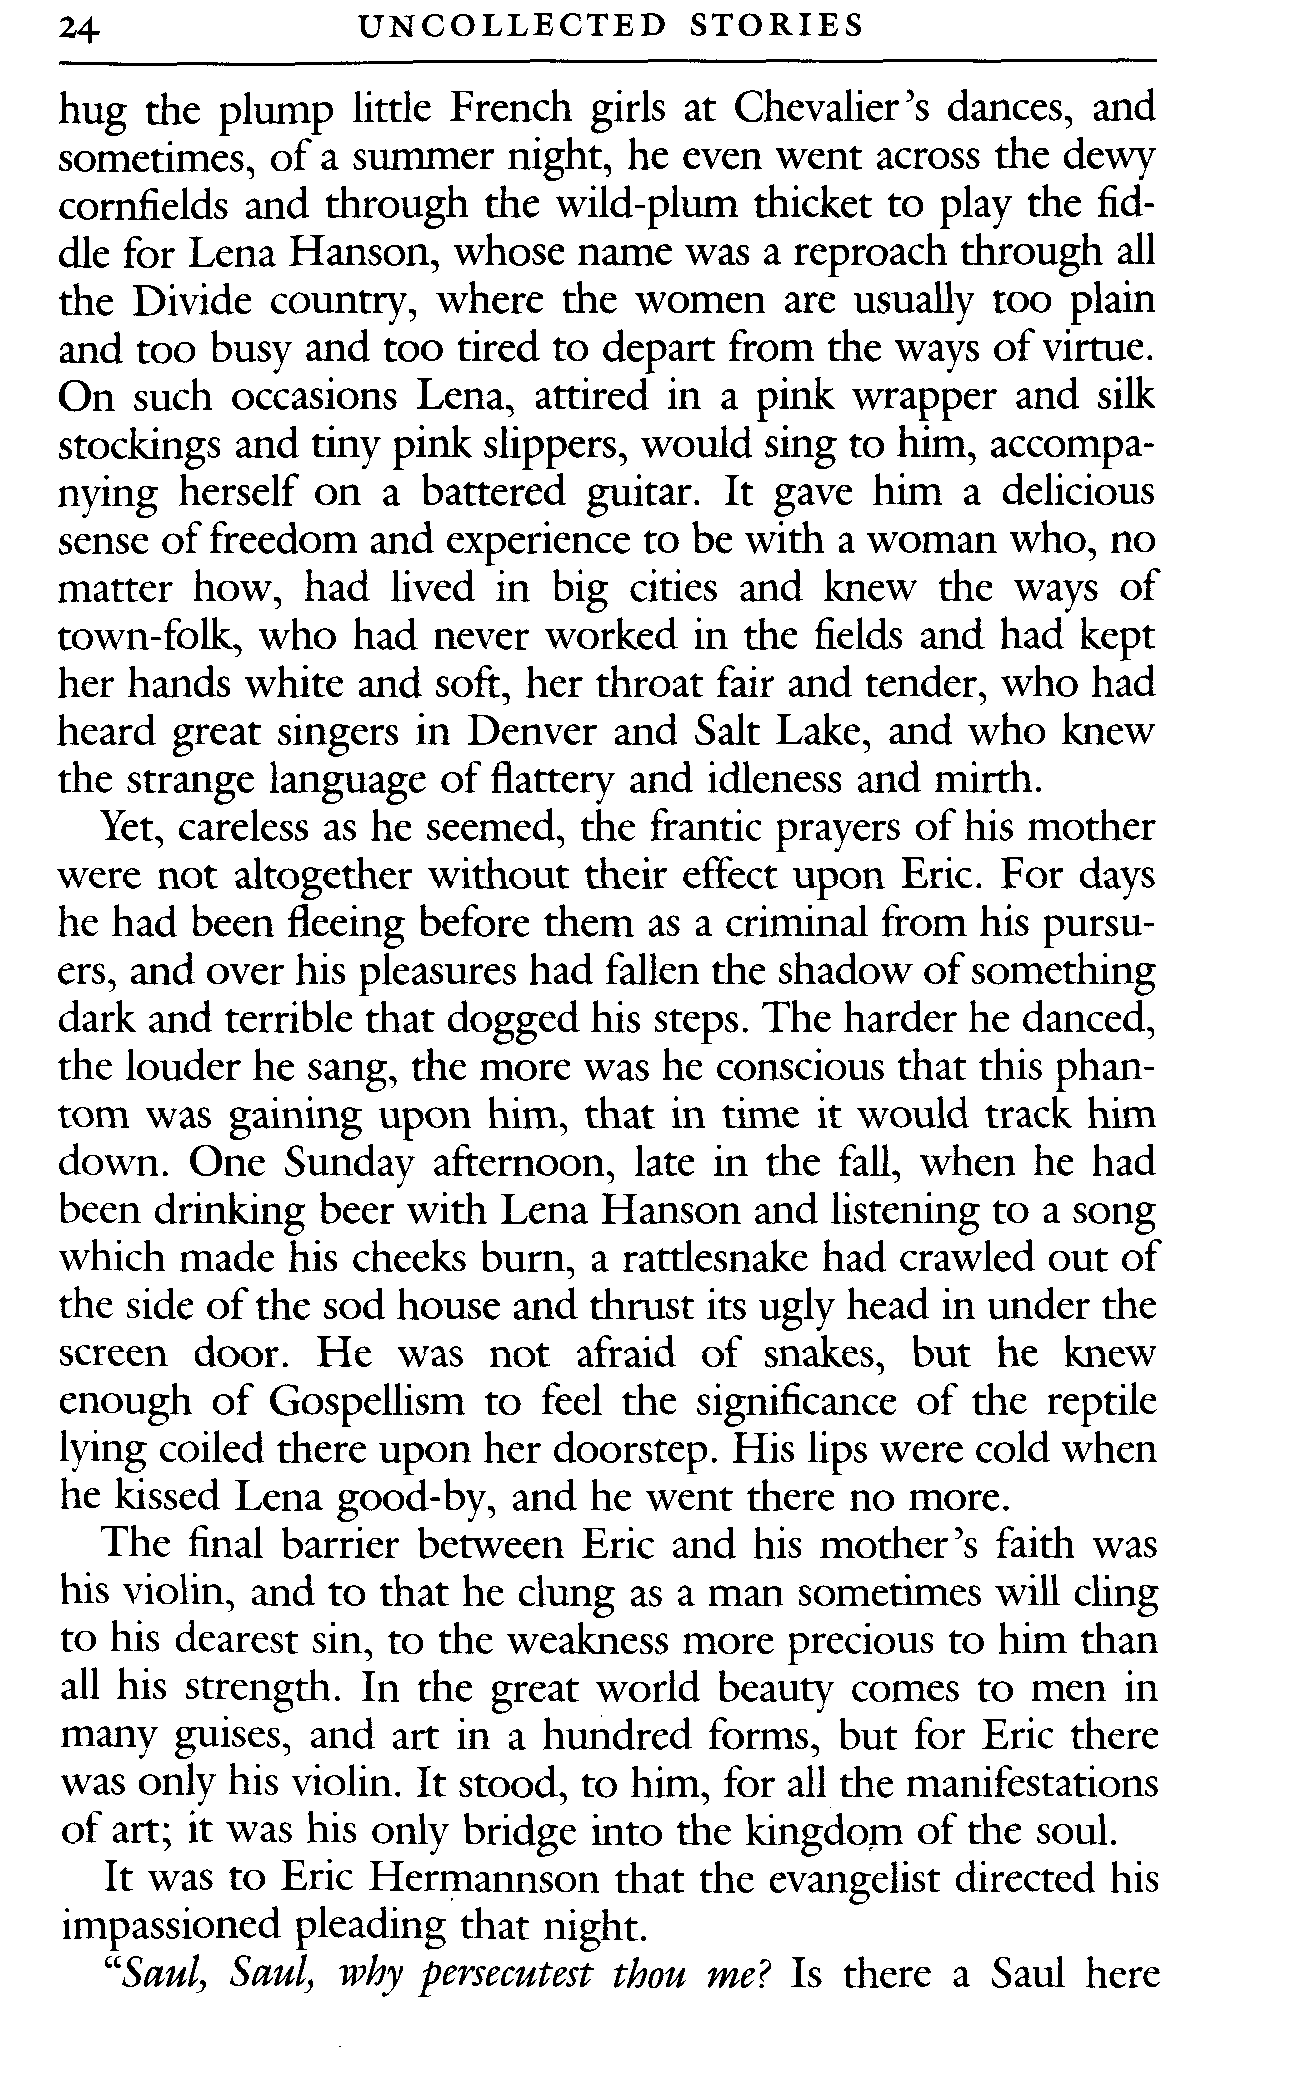 24 UNCOLLECTED STORIES
hug the plump little French girls at Chevalier's dances, and
sometimes, of a summer night, he even went across the dewy
cornfields and through the wild-plum thicket to play the fid-
dle for Lena Hanson, whose name was a reproach through all
the Divide country, where the women are usually too plain
and too busy and too tired to depart from the ways of virtue.
On such occasions Lena, attired in a pink wrapper and silk
stockings and tiny pink slippers, would sing to him, accompa-
nying herself on a battered guitar. It gave him a delicious
sense of freedom and experience to be with a woman who, no
matter how, had lived in big cities and knew the ways of
town-folk, who had never worked in the fields and had kept
her hands white and soft, her throat fair and tender, who had
heard great singers in Denver and Salt Lake, and who knew
the strange language of flattery and idleness and mirth.
Yet, careless as he seemed, the frantic prayers of his mother
were not altogether without their effect upon Eric. For days
he had been fleeing before them as a criminal from his pursu-
ers, and over his pleasures had fallen the shadow of something
dark and terrible that dogged his steps. The harder he danced,
the louder he sang, the more was he conscious that this phan-
tom was gaining upon him, that in time it would track him
down. One Sunday afternoon, late in the fall, when he had
been drinking beer with Lena Hanson and listening to a song
which made his cheeks burn, a rattlesnake had crawled out of
the side of the sod house and thrust its ugly head in under the
screen door. He was not afraid of snakes, but he knew
enough of Gospellism to feel the significance of the reptile
lying coiled there upon her doorstep. His lips were cold when
he kissed Lena good-by, and he went there no more.
The final barrier between Eric and his mother's faith was
his violin, and to that he clung as a man sometimes will cling
to his dearest sin, to the weakness more precious to him than
all his strength. In the great world beauty comes to men in
many guises, and art in a hundred forms, but for Eric there
was only his violin. It stood, to him, for all the manifestations
of art; it was his only bridge into the kingdom of the soul.
It was to Eric Hermannson that the evangelist directed his
impassioned pleading that night.
“Saul, Saul, why persecutest thou me? Is there a Saul here